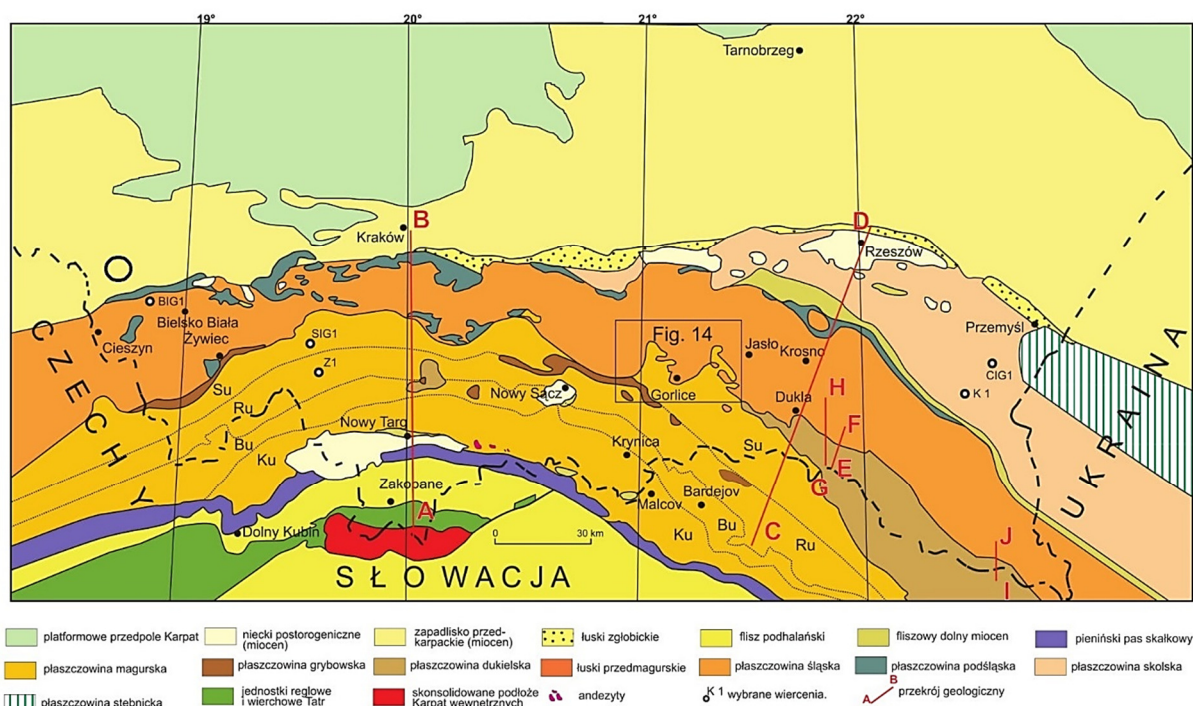 19°
20°
21°
22°
Tarnobrzeg
B
Kraków
D
Rzeszów
BIG1
Bielsko Biała
Cieszyn
Żywiec
SIG1
Z1
Fig. 14
Jasło
Krosno
Przemyśl
CIG1
K 1
Gorlice
Dukla
H
F
E
G
Su
Ru
Bu
Ku
Nowy Sącz
Nowy Targ
Krynica
Su
Zakopane
A
Malcov
Bardejov
Dolny Kubin
0
30 km
Ku
Bu
Ru
C
J
I
CZECHY
SŁOWACJA
UKRAINA
platformowe przedpole Karpat
niecki postorogeniczne
(miocen)
zapadlisko przed-
karpackie (miocen)
łuski zgłobickie
flisz podhalański
fliszowy dolny miocen
pieniński pas skałkowy
płaszczowina magurska
płaszczowina grybowska
płaszczowina dukielska
łuski przedmagurskie
płaszczowina śląska
płaszczowina podśląska
płaszczowina skolska
płaszczowina stebnicka
jednostki reglowe
i wierchowe Tatr
skonsolidowane podłoże
Karpat wewnętrznych
andezyty
K 1
wybrane wiercenia.
A
B
przekrój geologiczny